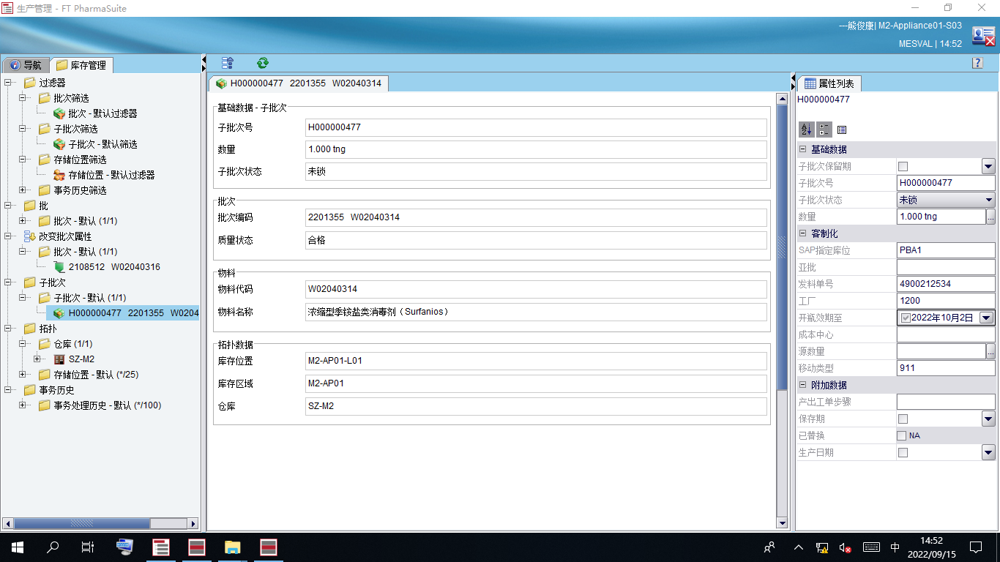 生产管理 - FT PharmaSuite
---熊俊康| M2-Appliance01-S03
MESVAL | 14:52
导航
库存管理
过滤器
批次筛选
批次 - 默认过滤器
子批次筛选
子批次 - 默认筛选
存储位置筛选
存储位置 - 默认过滤器
事务历史筛选
批
批次 - 默认 (1/1)
改变批次属性
批次 - 默认 (1/1)
2108512 W02040316
子批次
子批次 - 默认 (1/1)
H000000477 2201355 W0204
拓扑
仓库 (1/1)
SZ-M2
存储位置 - 默认 (*/25)
事务历史
事务处理历史 - 默认 (*/100)
H000000477 2201355 W02040314
基础数据 - 子批次
子批次号 H000000477
数量 1.000 tng
子批次状态 未锁
批次
批次编码 2201355 W02040314
质量状态 合格
物料
物料代码 W02040314
物料名称 浓缩型季铵盐类消毒剂（Surfanios）
拓扑数据
库存位置 M2-AP01-L01
库存区域 M2-AP01
仓库 SZ-M2
?
属性列表
H000000477
基础数据
子批次保留期
子批次号 H000000477
子批次状态 未锁
数量 1.000 tng ...
客制化
SAP指定库位 PBA1
亚批
发料单号 4900212534
工厂 1200
开瓶效期至 2022年10月2日
成本中心
源数量 ...
移动类型 911
附加数据
产出工单步骤
保存期
已替换 NA
生产日期
中
14:52
2022/09/15